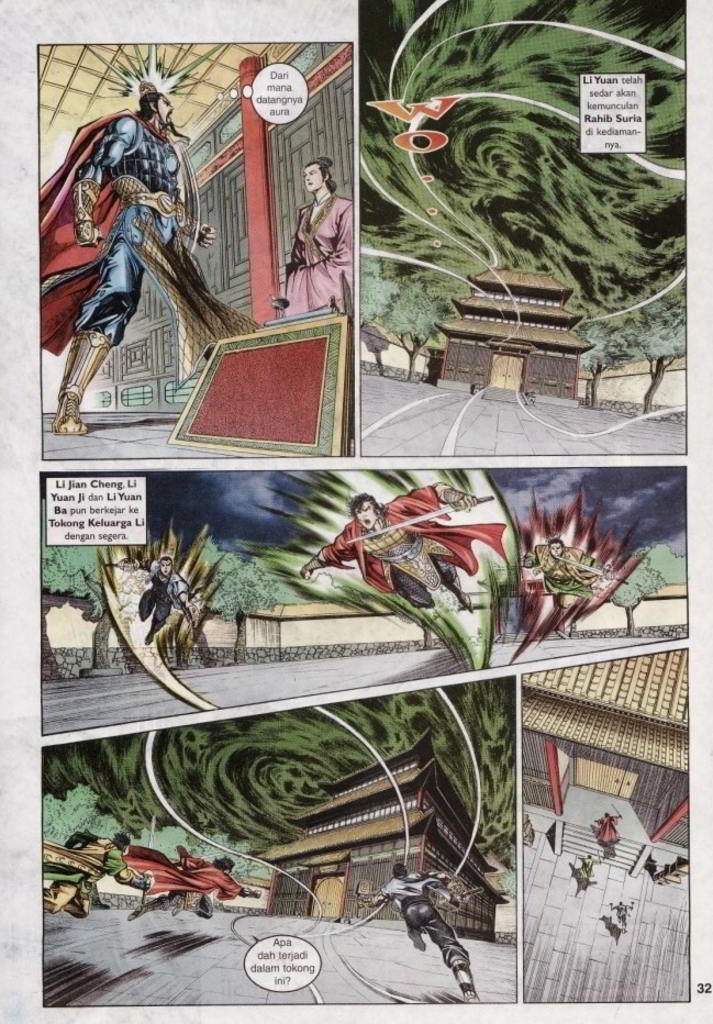 Dari
mana
datangnya
aura
Li Yuan telah
sedar akan
kemunculan
Rahib Suria
di kediaman-
nya.
WO
Li Jian Cheng, Li
Yuan Ji dan Li Yuan
Ba pun berkejar ke
Tokong Keluarga Li
dengan segera.
Apa
dah terjadi
dalam tokong
ini?
32